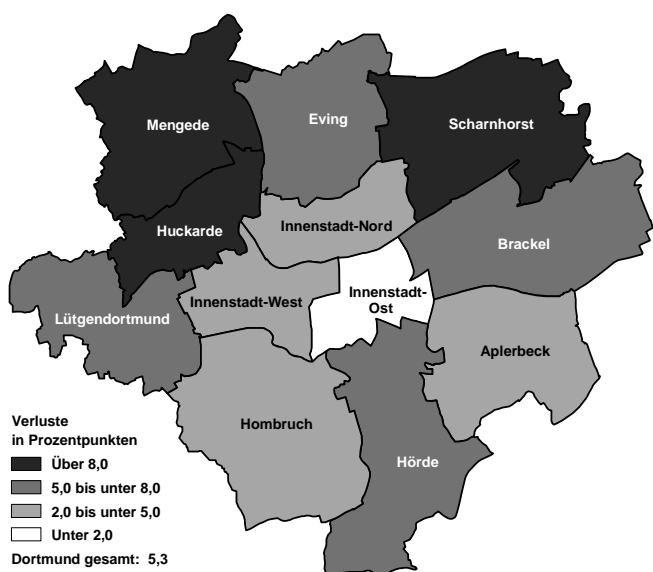 Mengede
Eving
Scharnhorst
Huckarde
Innenstadt-Nord
Brackel
Lütgendortmund
Innenstadt-West
Innenstadt-
Ost
Aplerbeck
Hombruch
Hörde
Verluste
in Prozentpunkten
Über 8,0
5,0 bis unter 8,0
2,0 bis unter 5,0
Unter 2,0
Dortmund gesamt: 5,3